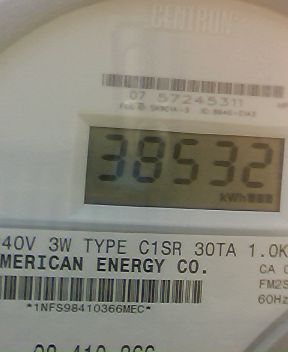 CENTRON
07 57245311
38532
kWh
40V 3W TYPE C1SR 30TA 1.0K
MERICAN ENERGY CO.
CA 0
FM2S
60Hz
*1NFS98410366MEC*